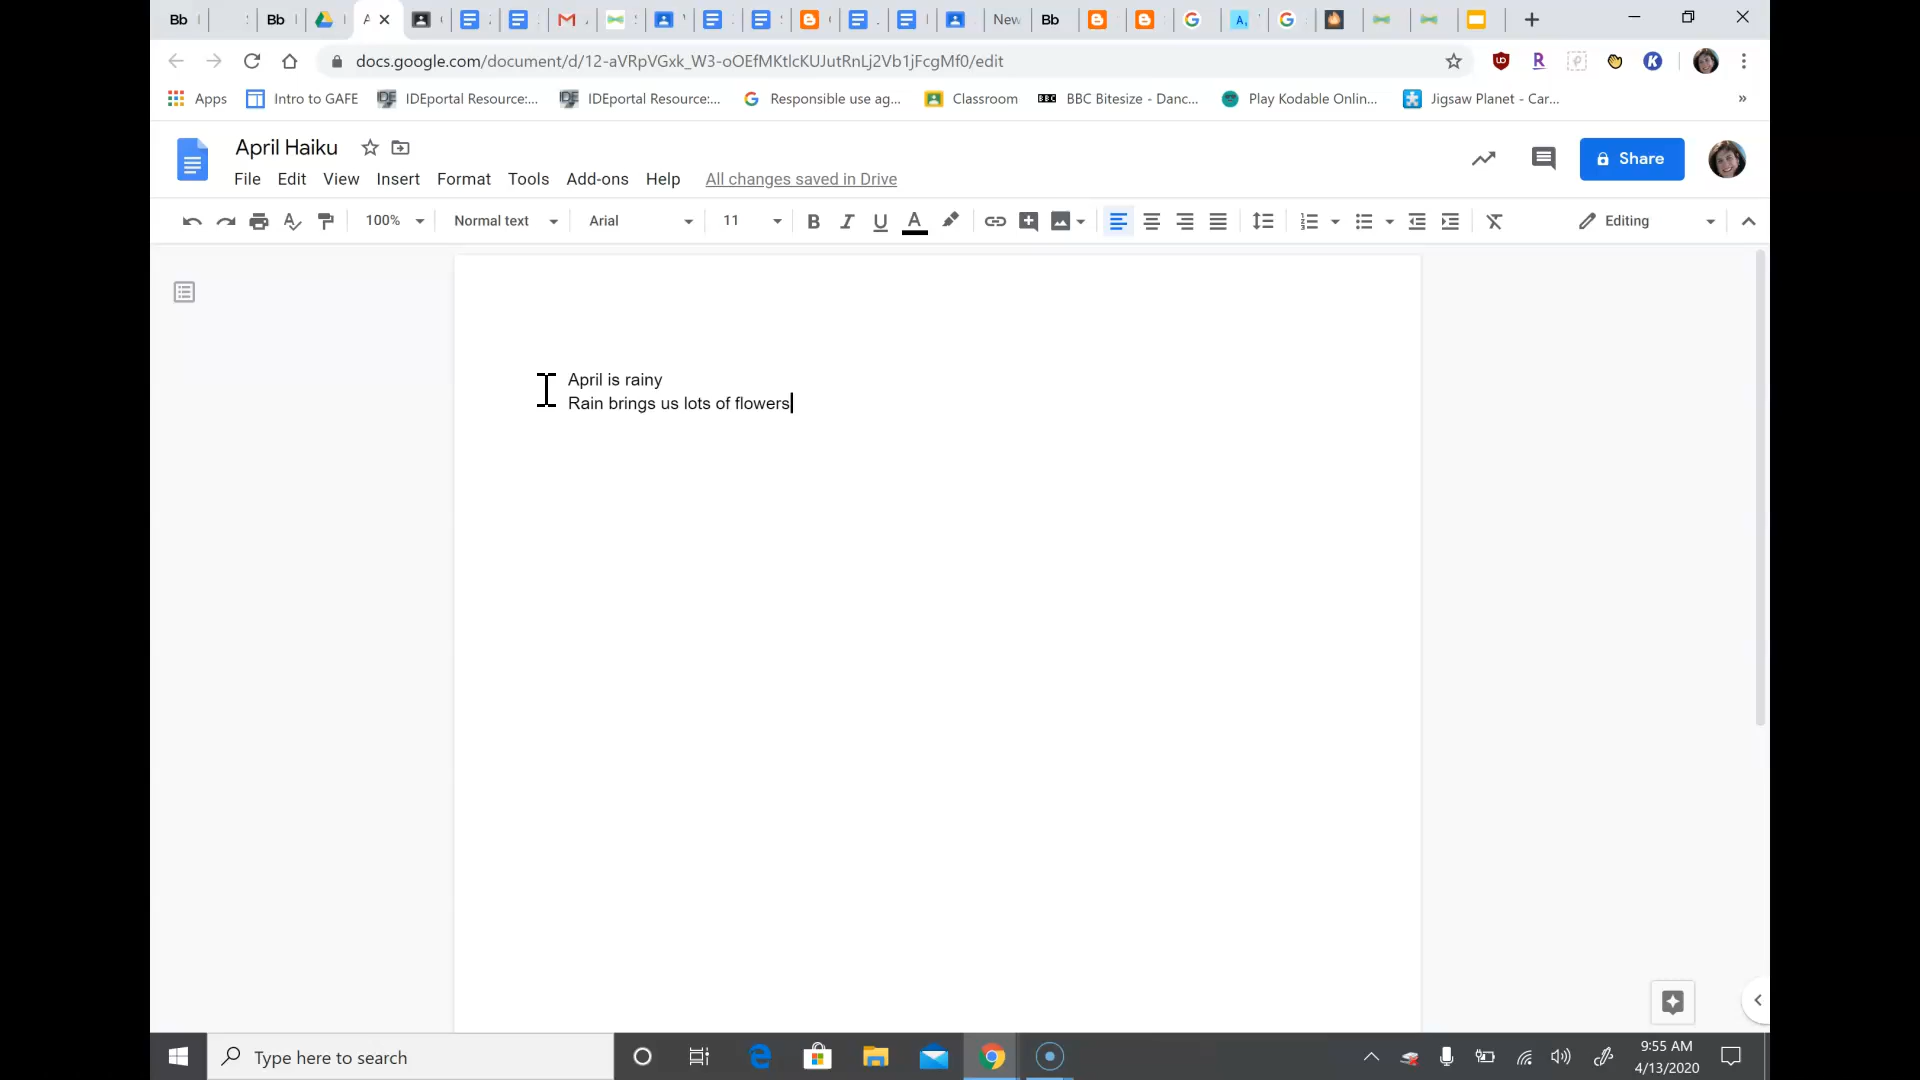 Bb
Bb
A
New
Bb
A,
docs.google.com/document/d/12-aVRpVGxk_W3-oOEfMKtlcKUJutRnLj2Vb1jFcgMf0/edit
Apps
Intro to GAFE
IDEportal Resource:...
IDEportal Resource:...
Responsible use ag...
Classroom
BBC Bitesize - Danc...
Play Kodable Onlin...
Jigsaw Planet - Car...
April Haiku
File Edit View Insert Format Tools Add-ons Help All changes saved in Drive
Share
100% Normal text Arial 11 B I U A Editing
April is rainy
Rain brings us lots of flowers
Type here to search
9:55 AM
4/13/2020